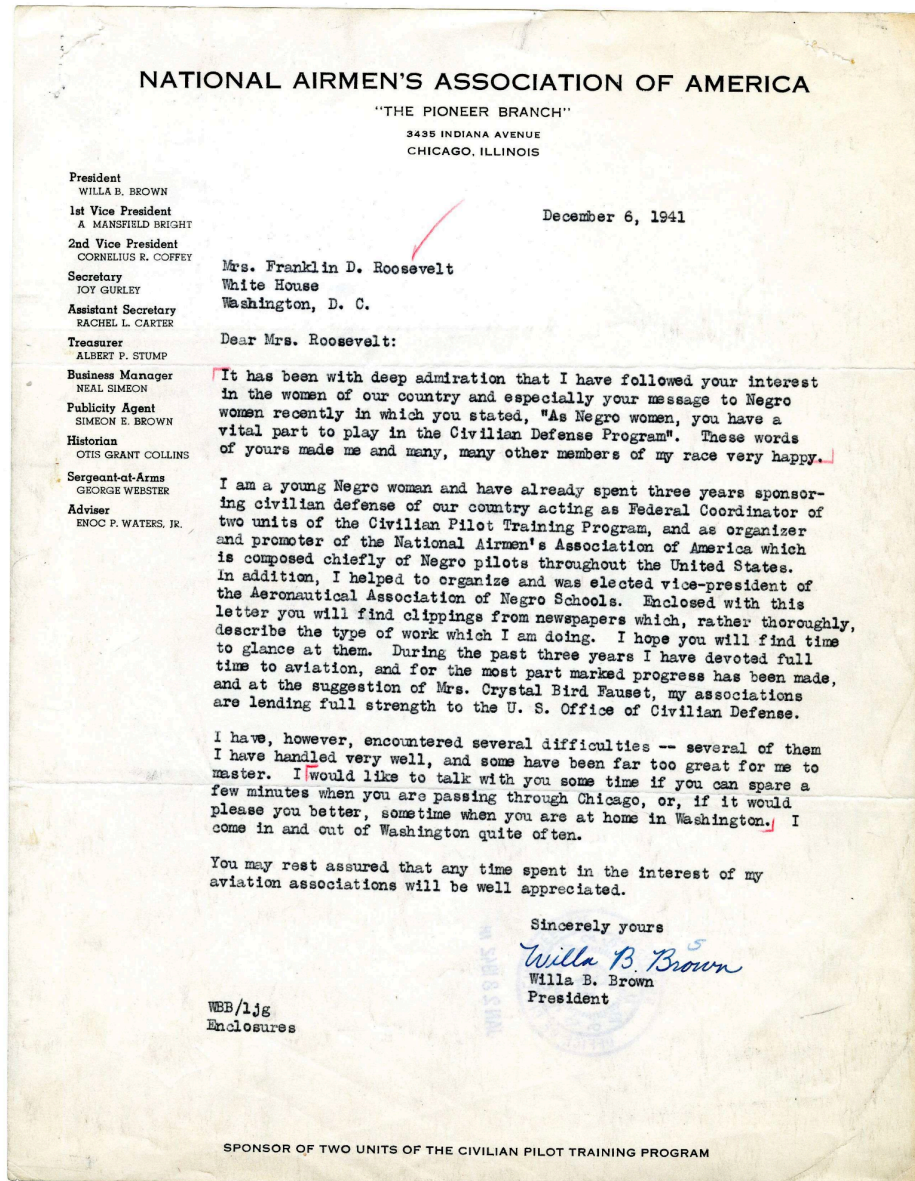 NATIONAL AIRMEN'S ASSOCIATION OF AMERICA
"THE PIONEER BRANCH"
3435 INDIANA AVENUE
CHICAGO, ILLINOIS
President
WILLA B. BROWN
1st Vice President
A MANSFIELD BRIGHT
2nd Vice President
CORNELIUS R. COFFEY
Secretary
JOY GURLEY
Assistant Secretary
RACHEL L. CARTER
Treasurer
ALBERT P. STUMP
Business Manager
NEAL SIMEON
Publicity Agent
SIMEON E. BROWN
Historian
OTIS GRANT COLLINS
Sergeant-at-Arms
GEORGE WEBSTER
Adviser
ENOC P. WATERS, JR.
December 6, 1941
Mrs. Franklin D. Roosevelt
White House
Washington, D. C.
Dear Mrs. Roosevelt:
It has been with deep admiration that I have followed your interest
in the women of our country and especially your message to Negro
women recently in which you stated, "As Negro women, you have a
vital part to play in the Civilian Defense Program". These words
of yours made me and many, many other members of my race very happy.
I am a young Negro woman and have already spent three years sponsor-
ing civilian defense of our country acting as Federal Coordinator of
two units of the Civilian Pilot Training Program, and as organizer
and promoter of the National Airmen's Association of America which
is composed chiefly of Negro pilots throughout the United States.
In addition, I helped to organize and was elected vice-president of
the Aeronautical Association of Negro Schools. Enclosed with this
letter you will find clippings from newspapers which, rather thoroughly,
describe the type of work which I am doing. I hope you will find time
to glance at them. During the past three years I have devoted full
time to aviation, and for the most part marked progress has been made,
and at the suggestion of Mrs. Crystal Bird Fauset, my associations
are lending full strength to the U. S. Office of Civilian Defense.
I have, however, encountered several difficulties -- several of them
I have handled very well, and some have been far too great for me to
master. I would like to talk with you some time if you can spare a
few minutes when you are passing through Chicago, or, if it would
please you better, sometime when you are at home in Washington. I
come in and out of Washington quite often.
You may rest assured that any time spent in the interest of my
aviation associations will be well appreciated.
Sincerely yours
Willa B. Brown
Willa B. Brown
President
WBB/ljg
Enclosures
SPONSOR OF TWO UNITS OF THE CIVILIAN PILOT TRAINING PROGRAM